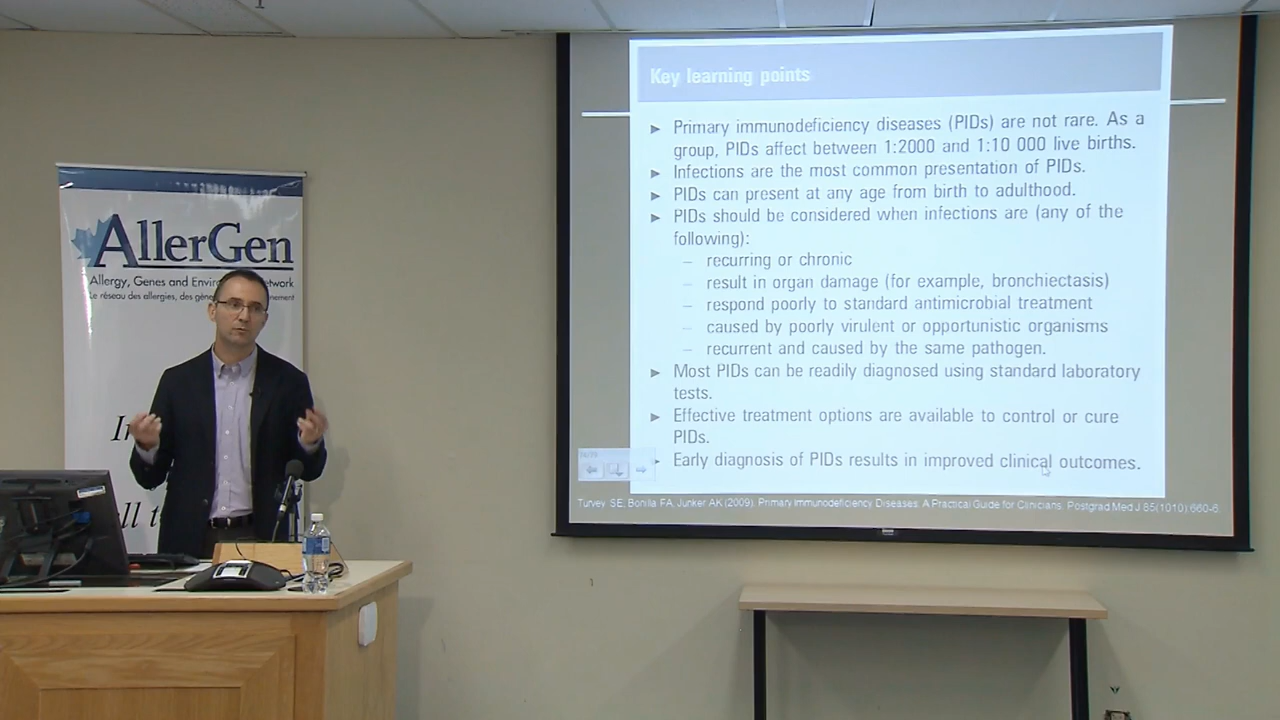 Key learning points
► Primary immunodeficiency diseases (PIDs) are not rare. As a
group, PIDs affect between 1:2000 and 1:10 000 live births.
► Infections are the most common presentation of PIDs.
► PIDs can present at any age from birth to adulthood.
► PIDs should be considered when infections are (any of the
following):
– recurring or chronic
– result in organ damage (for example, bronchiectasis)
– respond poorly to standard antimicrobial treatment
– caused by poorly virulent or opportunistic organisms
– recurrent and caused by the same pathogen.
► Most PIDs can be readily diagnosed using standard laboratory
tests.
► Effective treatment options are available to control or cure
PIDs.
► Early diagnosis of PIDs results in improved clinical outcomes.
Turvey SE, Bonilla FA, Junker AK (2009). Primary Immunodeficiency Diseases: A Practical Guide for Clinicians. Postgrad Med J 85(1010):660-6.
AllerGen
Allergy, Genes and
Le réseau des allergies, des